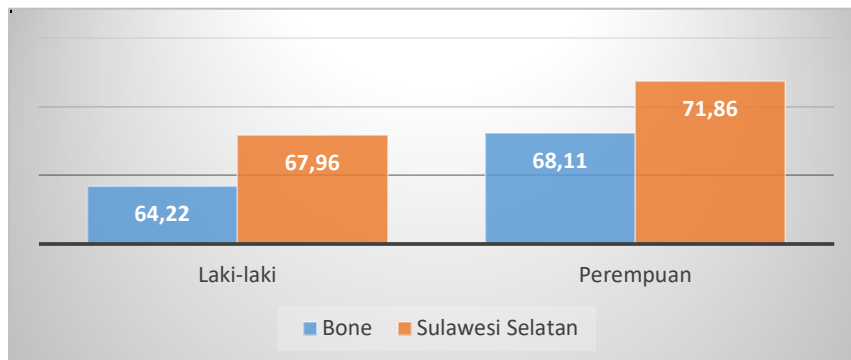 71,86
67,96
68,11
64,22
Laki-laki Perempuan
Bone Sulawesi Selatan